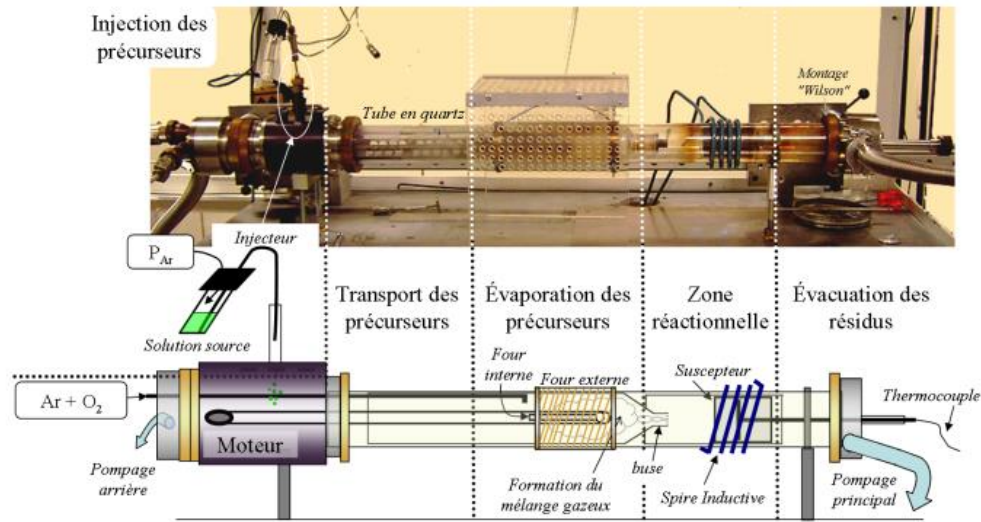 Injection des
précurseurs
Tube en quartz
Montage
"Wilson"
P Ar
Injecteur
Solution source
Transport des
précurseurs
Évaporation des
précurseurs
Zone
réactionnelle
Évacuation des
résidus
Ar + O2
Moteur
Pompage
arrière
Four
interne
Four externe
Formation du
mélange gazeux
buse
Suscepteur
Spire Inductive
Thermocouple
Pompage
principal